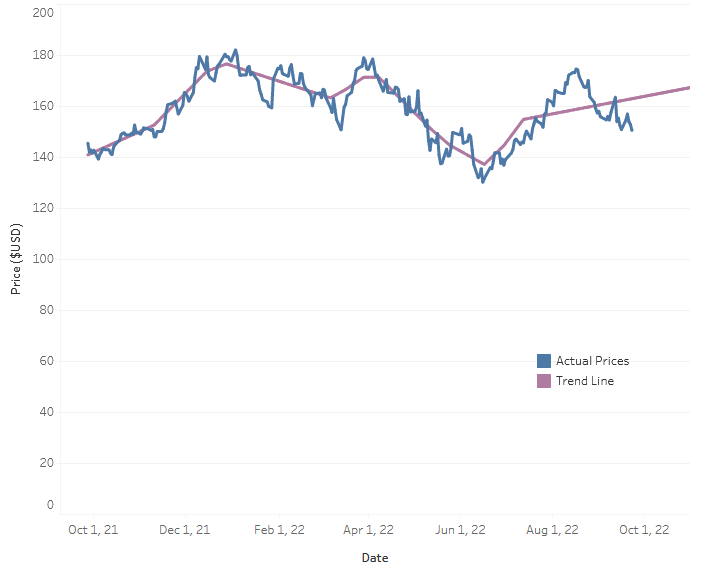 200
180
160
140
120
100
80
60
40
20
0
Price ($USD)
Actual Prices
Trend Line
Oct 1, 21 Dec 1, 21 Feb 1, 22 Apr 1, 22 Jun 1, 22 Aug 1, 22 Oct 1, 22
Date